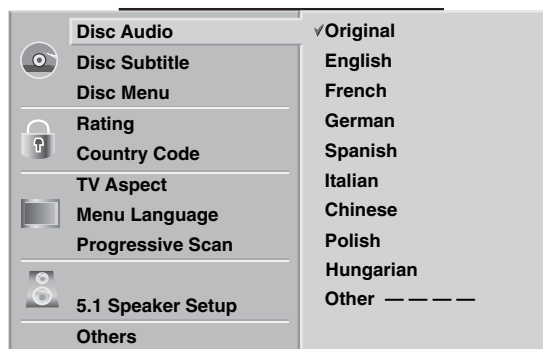 Disc Audio
Disc Subtitle
Disc Menu
Rating
Country Code
TV Aspect
Menu Language
Progressive Scan
5.1 Speaker Setup
Others
✓Original
English
French
German
Spanish
Italian
Chinese
Polish
Hungarian
Other — — — —